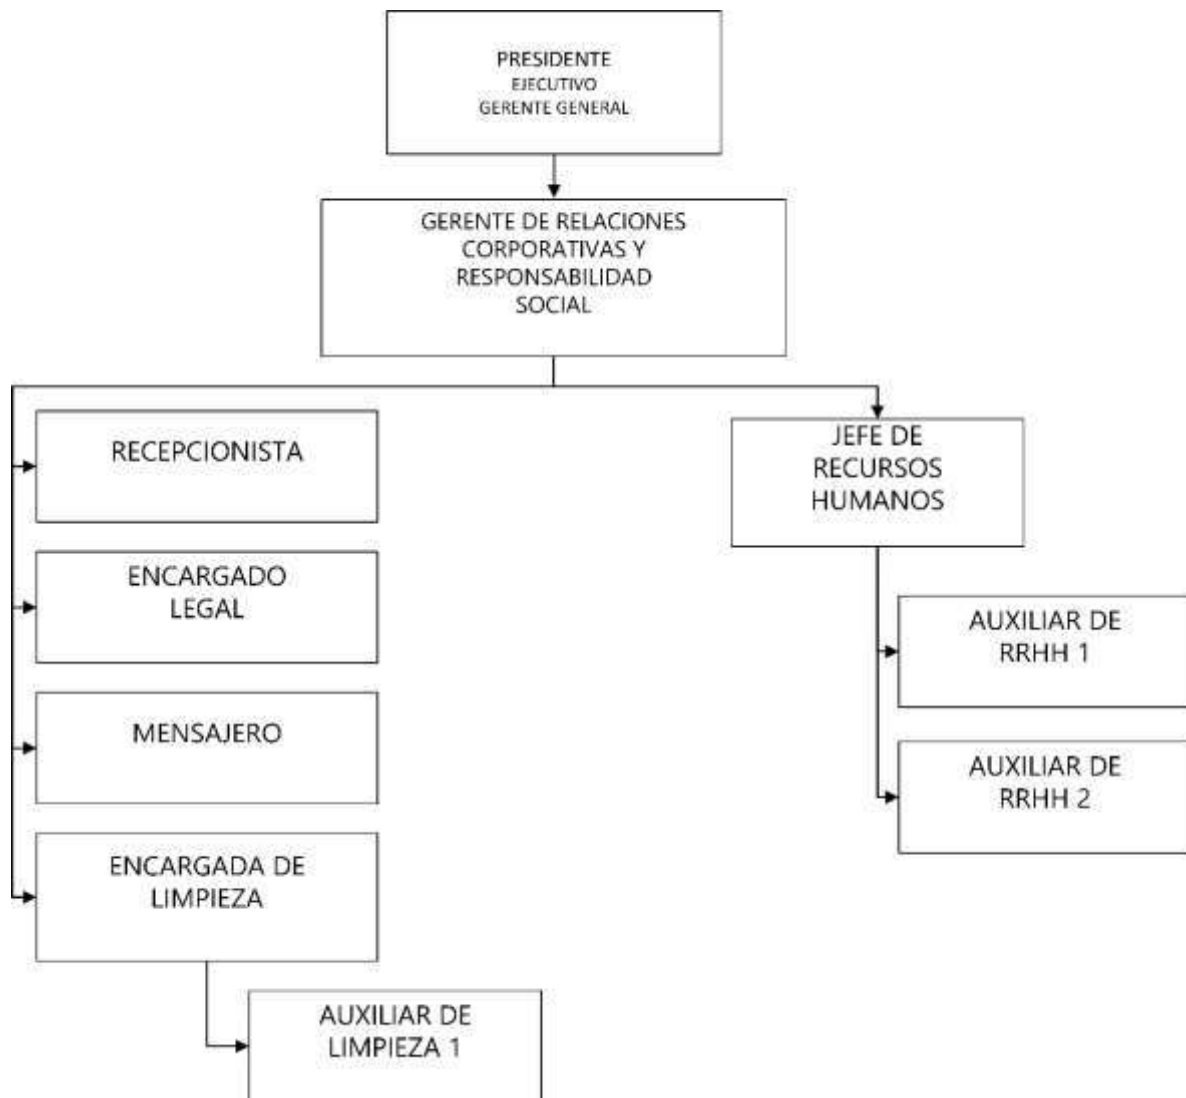 PRESIDENTE
EJECUTIVO
GERENTE GENERAL
GERENTE DE RELACIONES
CORPORATIVAS Y
RESPONSABILIDAD
SOCIAL
RECEPCIONISTA
ENCARGADO
LEGAL
MENSAJERO
ENCARGADA DE
LIMPIEZA
AUXILIAR DE
LIMPIEZA 1
JEFE DE
RECURSOS
HUMANOS
AUXILIAR DE
RRHH 1
AUXILIAR DE
RRHH 2